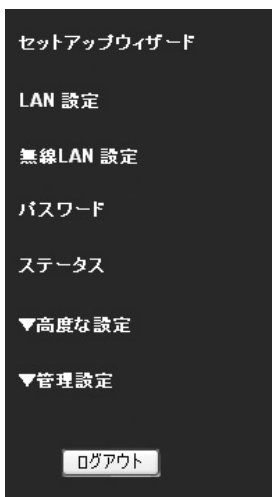 セットアップウィザード
LAN 設定
無線LAN 設定
パスワード
ステータス
▼高度な設定
▼管理設定
ログアウト